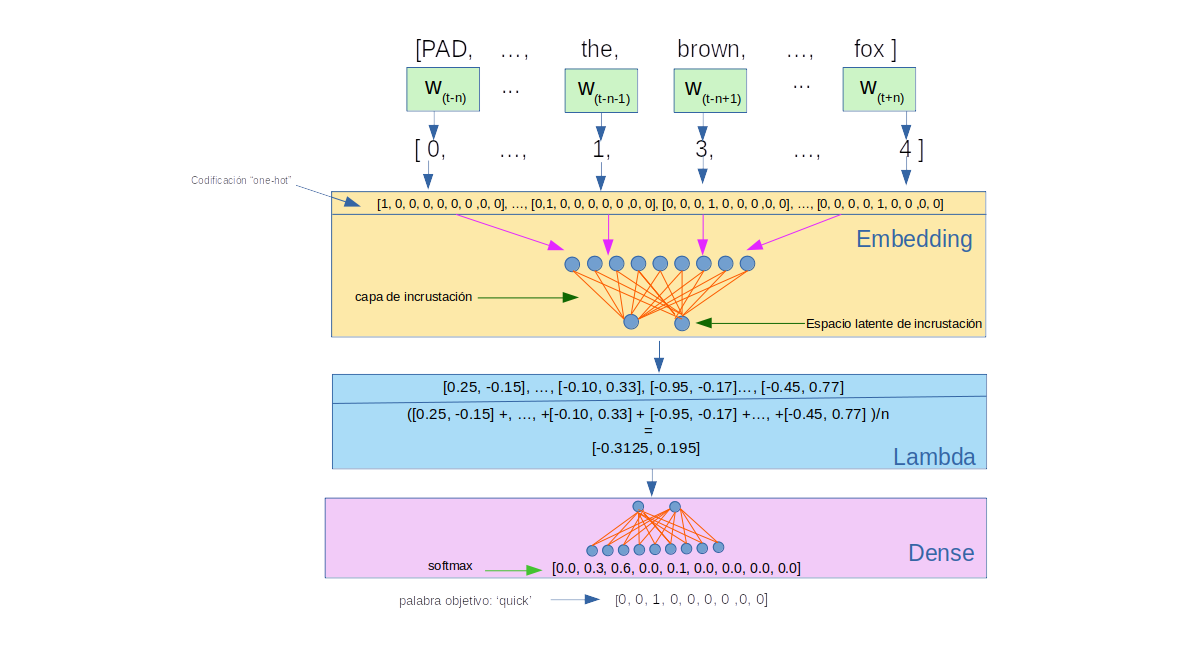 [PAD, ..., the, brown, ..., fox ]
w(t-n) ... w(t-n-1) w(t-n+1) ... w(t+n)
[ 0, ..., 1, 3, ..., 4 ]
Codificación “one-hot”
[1, 0, 0, 0, 0, 0, 0 ,0, 0], ..., [0,1, 0, 0, 0, 0, 0 ,0, 0], [0, 0, 0, 1, 0, 0, 0 ,0, 0], ..., [0, 0, 0, 0, 1, 0, 0 ,0, 0]
Embedding
capa de incrustación
Espacio latente de incrustación
[0.25, -0.15], ..., [-0.10, 0.33], [-0.95, -0.17]..., [-0.45, 0.77]
([0.25, -0.15] +, ..., +[-0.10, 0.33] + [-0.95, -0.17] +..., +[-0.45, 0.77] )/n
=
[-0.3125, 0.195]
Lambda
Dense
softmax [0.0, 0.3, 0.6, 0.0, 0.1, 0.0, 0.0, 0.0, 0.0]
palabra objetivo: ‘quick’ [0, 0, 1, 0, 0, 0, 0 ,0, 0]